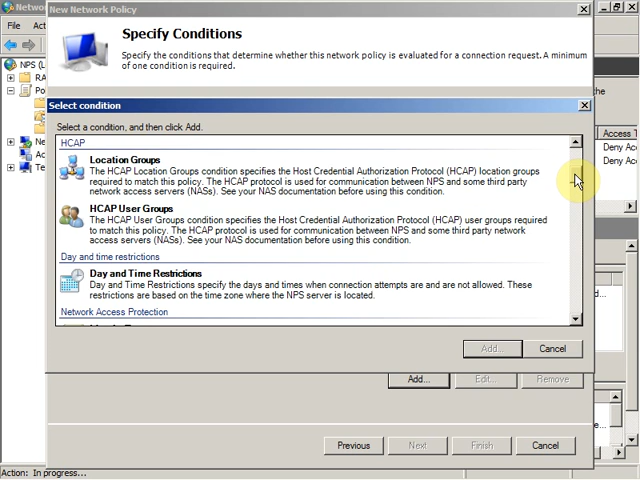 Netwo
New Network Policy
File
A
Specify Conditions
Specify the conditions that determine whether this network policy is evaluated for a connection request. A minimum
of one condition is required.
NPS (L
RA
Po
Ne
Ac
Te
the
Access T
Deny Ac
Deny Ac
Select condition
Select a condition, and then click Add.
HCAP
Location Groups
The HCAP Location Groups condition specifies the Host Credential Authorization Protocol (HCAP) location groups
required to match this policy. The HCAP protocol is used for communication between NPS and some third party
network access servers (NASs). See your NAS documentation before using this condition.
HCAP User Groups
The HCAP User Groups condition specifies the Host Credential Authorization Protocol (HCAP) user groups required
to match this policy. The HCAP protocol is used for communication between NPS and some third party network
access servers (NASs). See your NAS documentation before using this condition.
Day and time restrictions
Day and Time Restrictions
Day and Time Restrictions specify the days and times when connection attempts are and are not allowed. These
restrictions are based on the time zone where the NPS server is located.
Network Access Protection
d...
Add...
Cancel
Add...
Edit...
Remove
e...
Previous
Next
Finish
Cancel
Action: In progress...